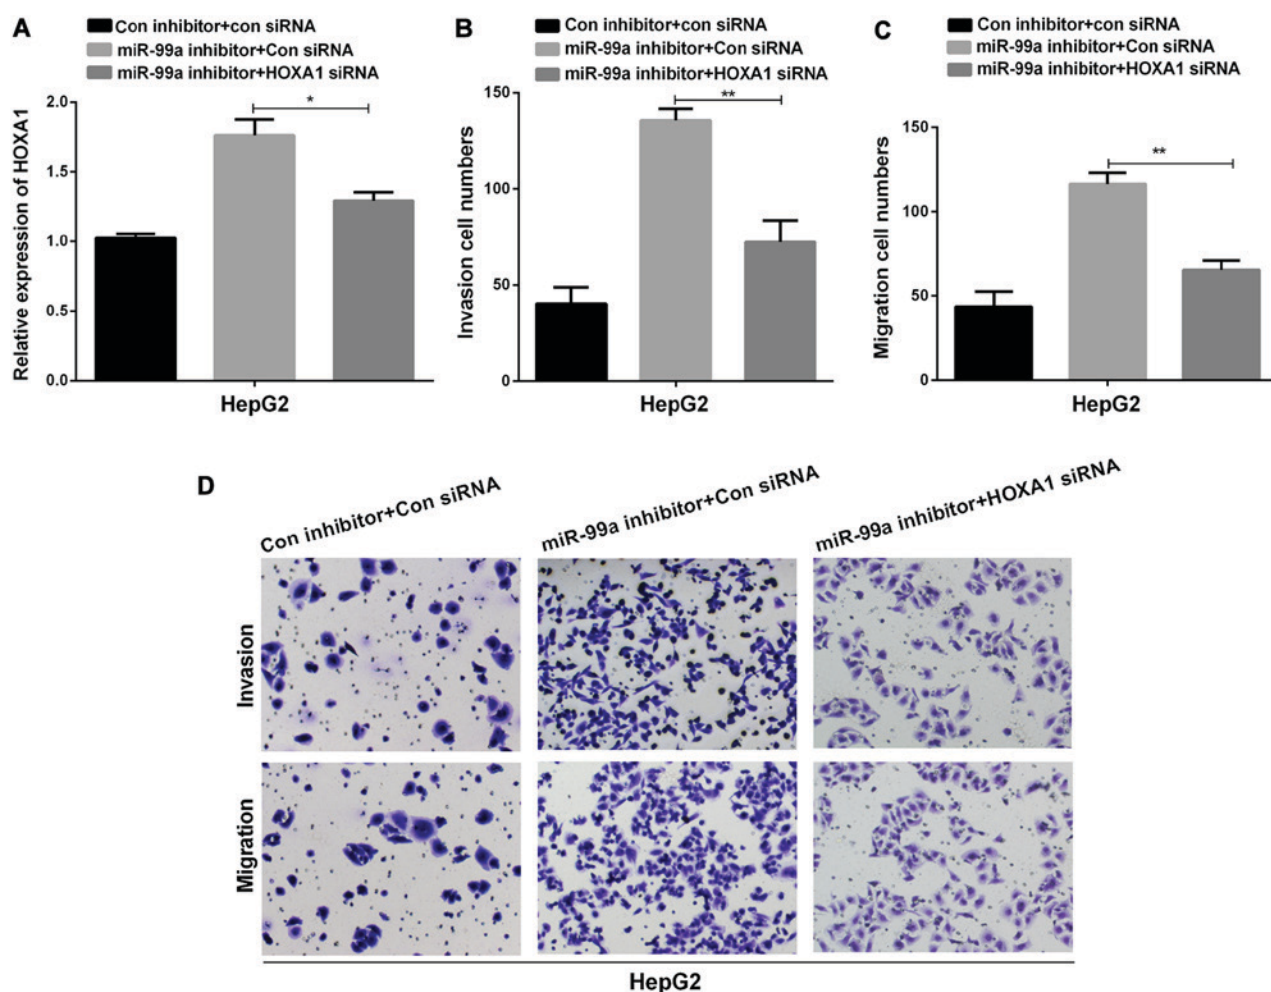 A
Con inhibitor+con siRNA
miR-99a inhibitor+Con siRNA
miR-99a inhibitor+HOXA1 siRNA
Relative expression of HOXA1
2.0
1.5
1.0
0.5
0.0
*
HepG2
B
Con inhibitor+con siRNA
miR-99a inhibitor+Con siRNA
miR-99a inhibitor+HOXA1 siRNA
Invasion cell numbers
150
100
50
0
**
HepG2
C
Con inhibitor+con siRNA
miR-99a inhibitor+Con siRNA
miR-99a inhibitor+HOXA1 siRNA
Migration cell numbers
150
100
50
0
**
HepG2
D
Con inhibitor+Con siRNA
miR-99a inhibitor+Con siRNA
miR-99a inhibitor+HOXA1 siRNA
Invasion
Migration
HepG2